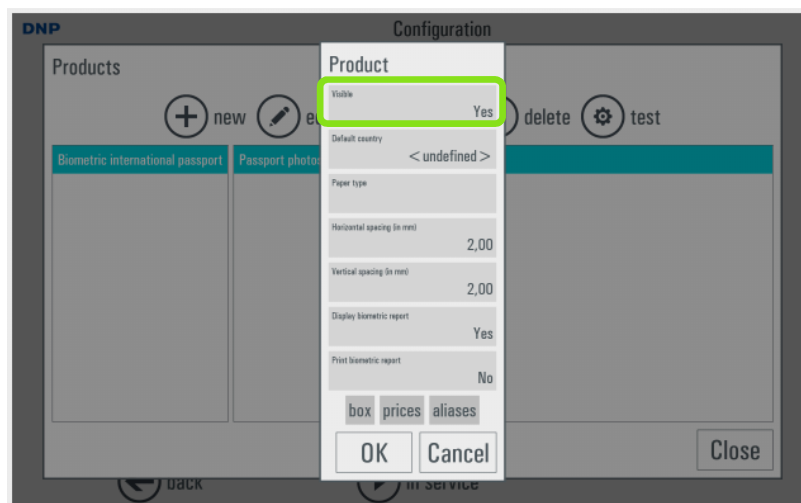 DNP
Configuration
Products
new
delete
test
Biometric international passport
Passport photos
Product
Visible
Yes
Default country
< undefined >
Paper type
Horizontal spacing (in mm)
2,00
Vertical spacing (in mm)
2,00
Display biometric report
Yes
Print biometric report
No
box prices aliases
OK Cancel
Close
back
in service